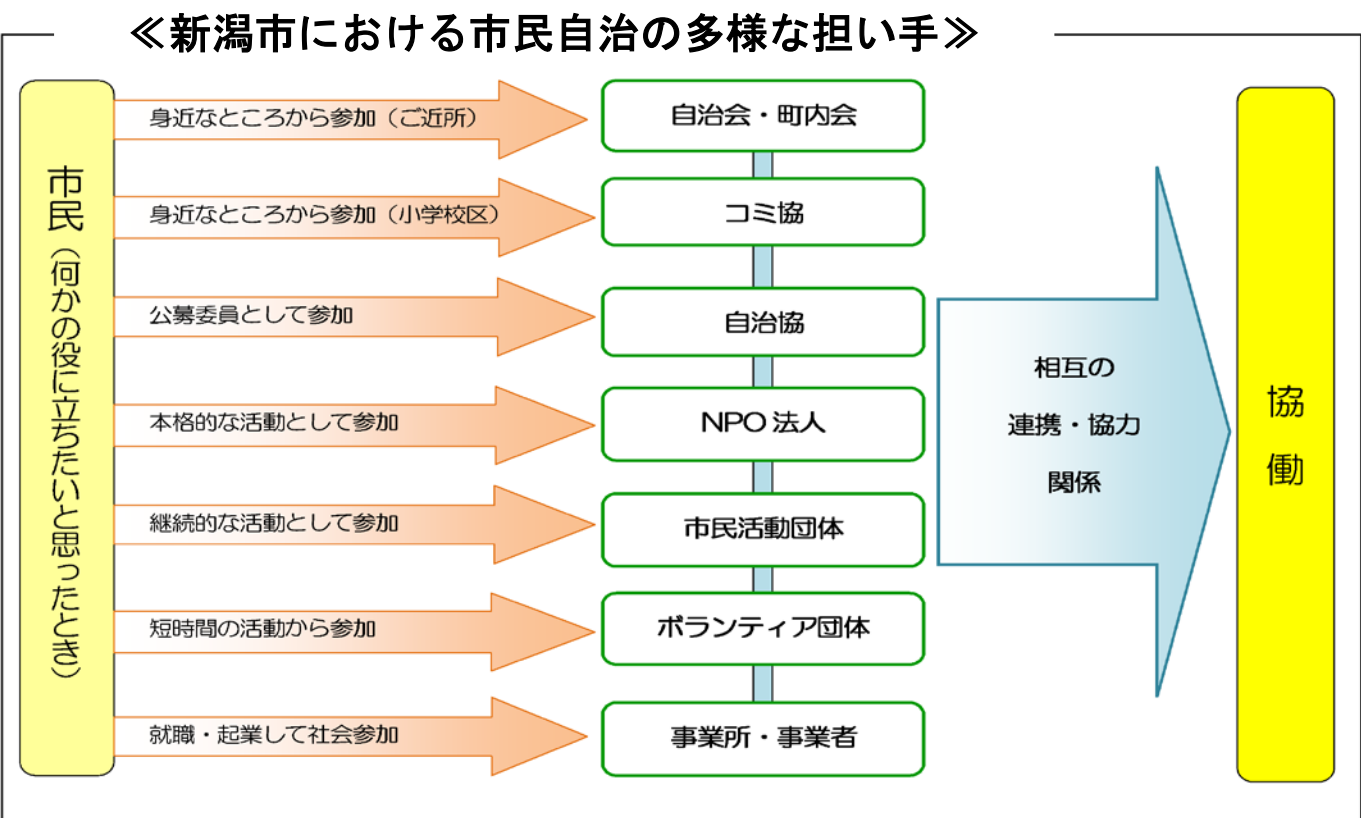 ≪新潟市における市民自治の多様な担い手≫
市民(何かの役に立ちたいと思ったとき)
身近なところから参加(ご近所)
自治会・町内会
身近なところから参加(小学校区)
コミ協
公募委員として参加
自治協
本格的な活動として参加
NPO 法人
継続的な活動として参加
市民活動団体
短時間の活動から参加
ボランティア団体
就職・起業して社会参加
事業所・事業者
相互の
連携・協力
関係
協働